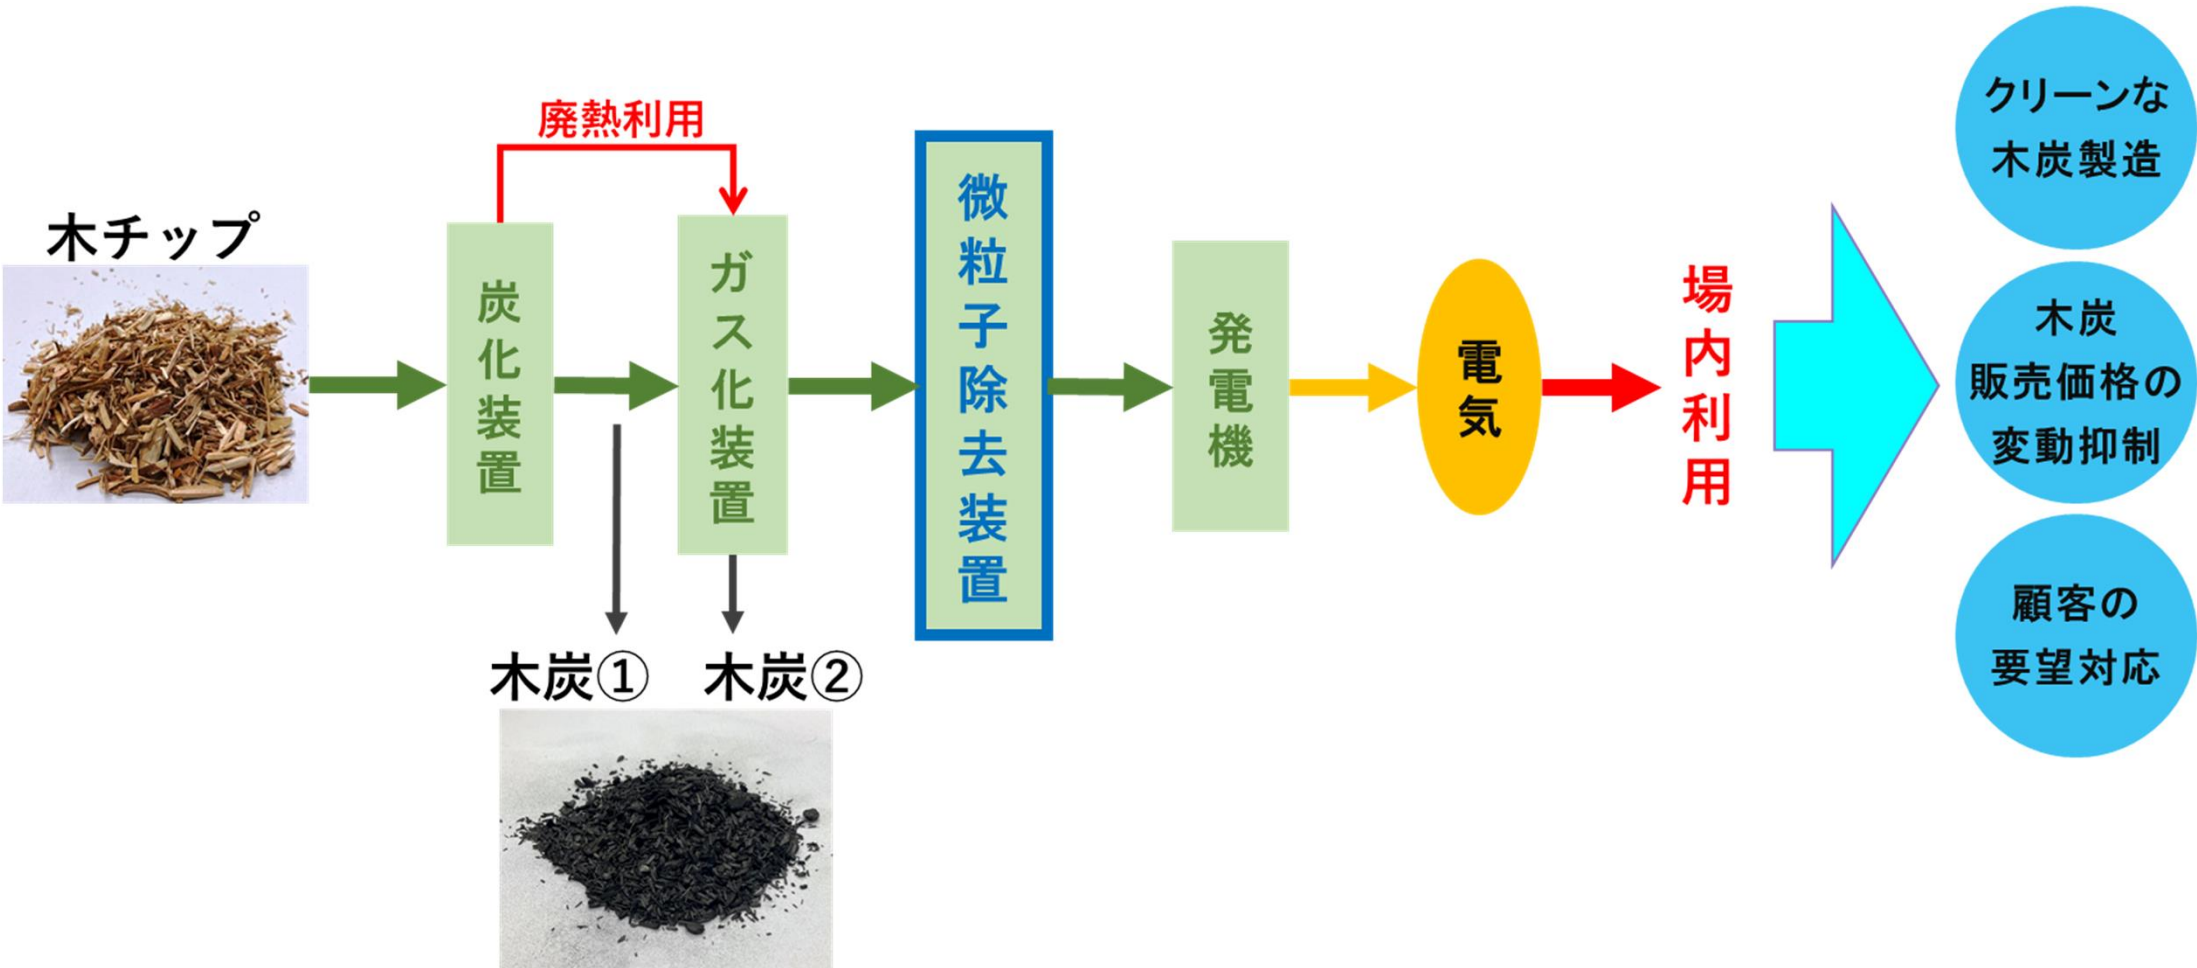 木チップ
廃熱利用
炭化装置
ガス化装置
木炭①
木炭②
微粒子除去装置
発電機
電気
場内利用
クリーンな
木炭製造
木炭
販売価格の
変動抑制
顧客の
要望対応